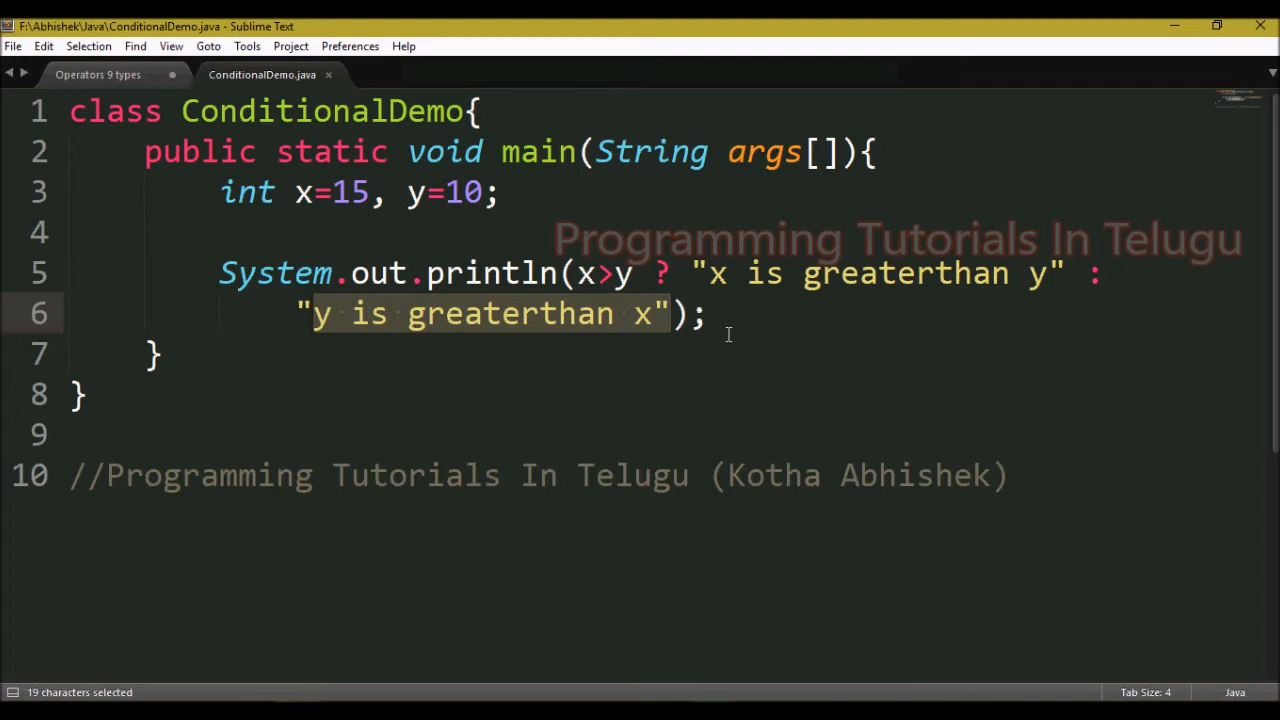 F:\Abhishek\Java\ConditionalDemo.java - Sublime Text
File Edit Selection Find View Goto Tools Project Preferences Help
Operators 9 types ConditionalDemo.java ×
1 class ConditionalDemo{
2 public static void main(String args[]){
3 int x=15, y=10;
4
Programming Tutorials In Telugu
5 System.out.println(x>y ? "x is greaterthan y" :
6 "y is greaterthan x");
7 }
8 }
9
10 //Programming Tutorials In Telugu (Kotha Abhishek)
19 characters selected Tab Size: 4 Java